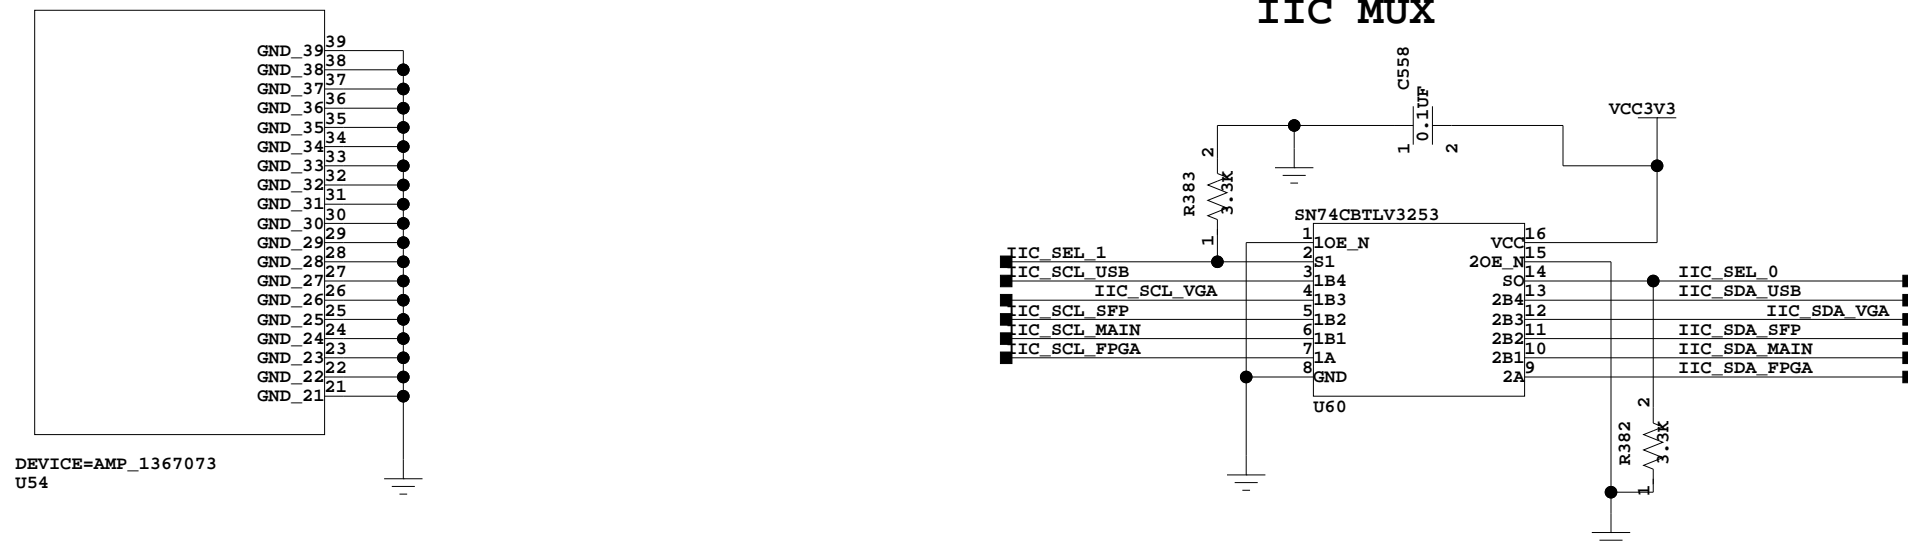 IIC MUX
GND_39 39
GND_38 38
GND_37 37
GND_36 36
GND_35 35
GND_34 34
GND_33 33
GND_32 32
GND_31 31
GND_30 30
GND_29 29
GND_28 28
GND_27 27
GND_26 26
GND_25 25
GND_24 24
GND_23 23
GND_22 22
GND_21 21
DEVICE=AMP_1367073
U54
C558
0.1UF
1
2
VCC3V3
R383
3.3K
2
1
SN74CBTLV3253
1 1OE_N
IIC_SEL_1 2 S1
IIC_SCL_USB 3 1B4
IIC_SCL_VGA 4 1B3
IIC_SCL_SFP 5 1B2
IIC_SCL_MAIN 6 1B1
IIC_SCL_FPGA 7 1A
8 GND
VCC 16
2OE_N 15
SO 14 IIC_SEL_0
2B4 13 IIC_SDA_USB
2B3 12 IIC_SDA_VGA
2B2 11 IIC_SDA_SFP
2B1 10 IIC_SDA_MAIN
2A 9 IIC_SDA_FPGA
U60
R382
3.3K
2
1